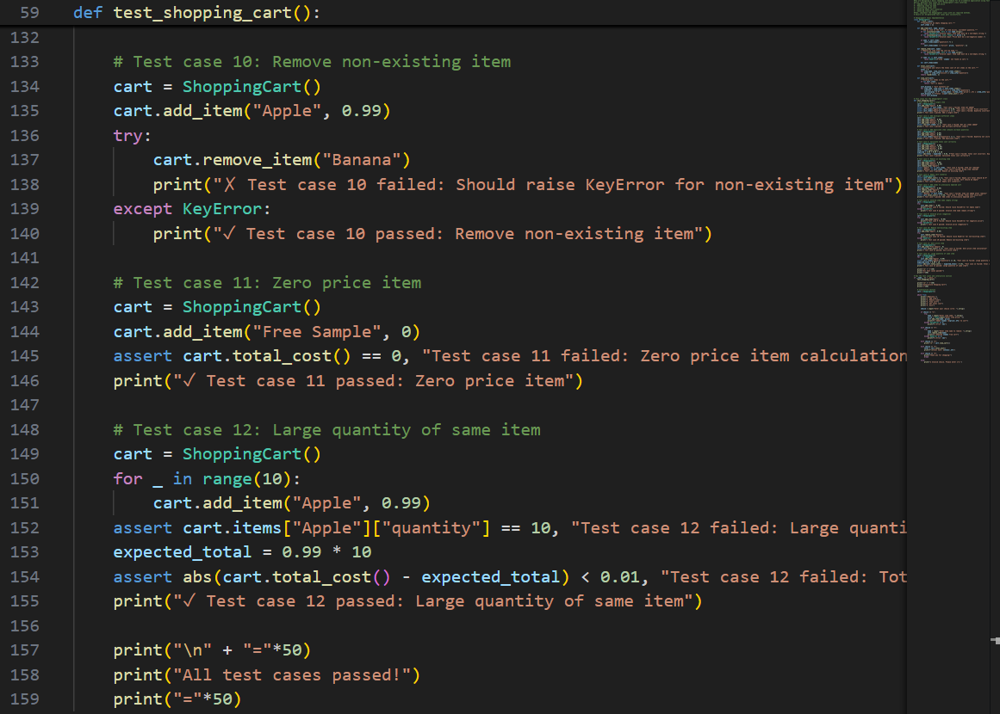 59 def test_shopping_cart():
132
133 # Test case 10: Remove non-existing item
134 cart = ShoppingCart()
135 cart.add_item("Apple", 0.99)
136 try:
137 cart.remove_item("Banana")
138 print("✗ Test case 10 failed: Should raise KeyError for non-existing item")
139 except KeyError:
140 print("✓ Test case 10 passed: Remove non-existing item")
141
142 # Test case 11: Zero price item
143 cart = ShoppingCart()
144 cart.add_item("Free Sample", 0)
145 assert cart.total_cost() == 0, "Test case 11 failed: Zero price item calculation
146 print("✓ Test case 11 passed: Zero price item")
147
148 # Test case 12: Large quantity of same item
149 cart = ShoppingCart()
150 for _ in range(10):
151 cart.add_item("Apple", 0.99)
152 assert cart.items["Apple"]["quantity"] == 10, "Test case 12 failed: Large quanti
153 expected_total = 0.99 * 10
154 assert abs(cart.total_cost() - expected_total) < 0.01, "Test case 12 failed: Tot
155 print("✓ Test case 12 passed: Large quantity of same item")
156
157 print("\n" + "="*50)
158 print("All test cases passed!")
159 print("="*50)